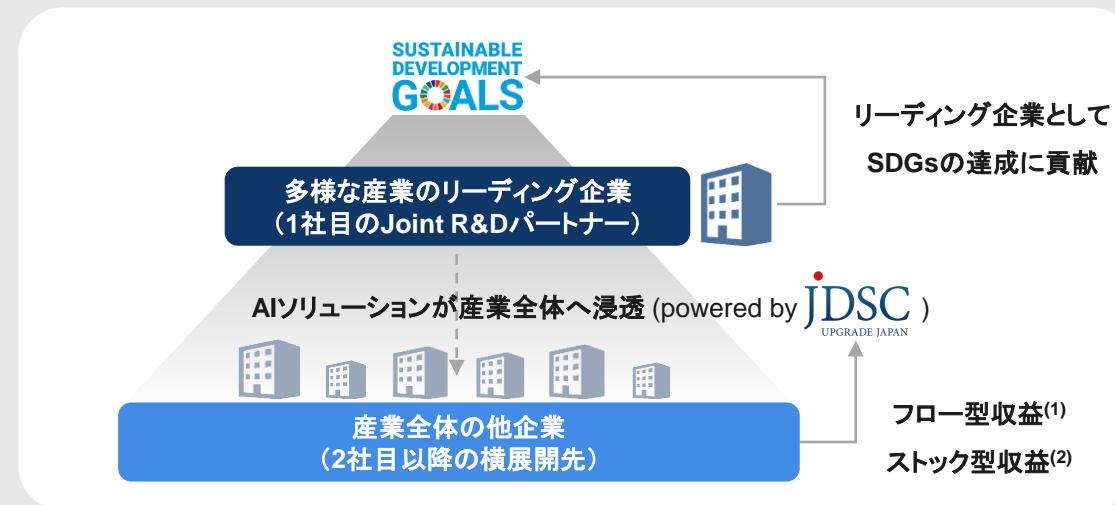 SUSTAINABLE
DEVELOPMENT
GOALS
リーディング企業として
SDGsの達成に貢献
多様な産業のリーディング企業
（1社目のJoint R&Dパートナー）
AIソリューションが産業全体へ浸透 (powered by JDSC )
UPGRADE JAPAN
産業全体の他企業
（2社目以降の横展開先）
フロー型収益(1)
ストック型収益(2)